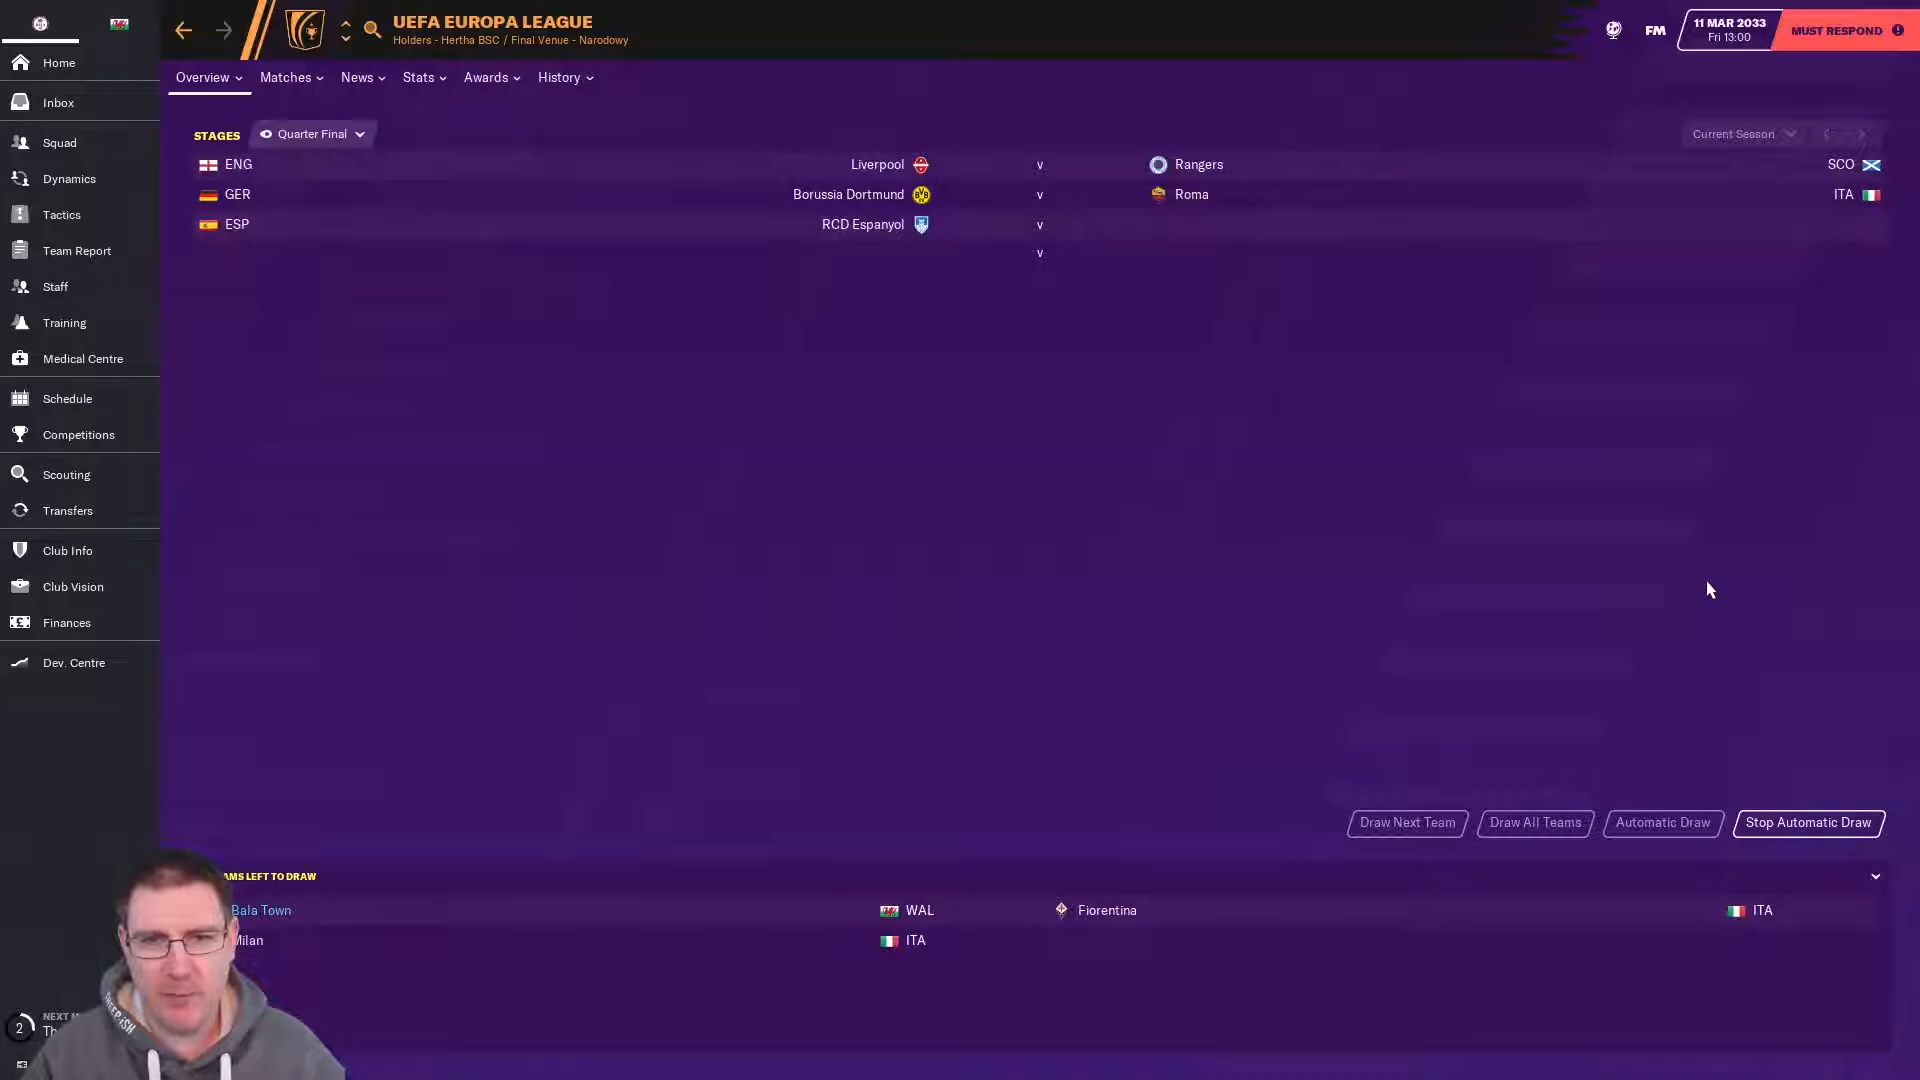 UEFA EUROPA LEAGUE
Holders - Hertha BSC / Final Venue - Narodowy
FM
11 MAR 2033
Fri 13:00
MUST RESPOND
Overview
Matches
News
Stats
Awards
History
Home
Inbox
Squad
Dynamics
Tactics
Team Report
Staff
Training
Medical Centre
Schedule
Competitions
Scouting
Transfers
Club Info
Club Vision
Finances
Dev. Centre
STAGES
Quarter Final
Current Season
ENG Liverpool v Rangers SCO
GER Borussia Dortmund v Roma ITA
ESP RCD Espanyol v
v
Draw Next Team
Draw All Teams
Automatic Draw
Stop Automatic Draw
LEFT TO DRAW
Bala Town WAL Fiorentina ITA
Milan ITA
2
NEXT